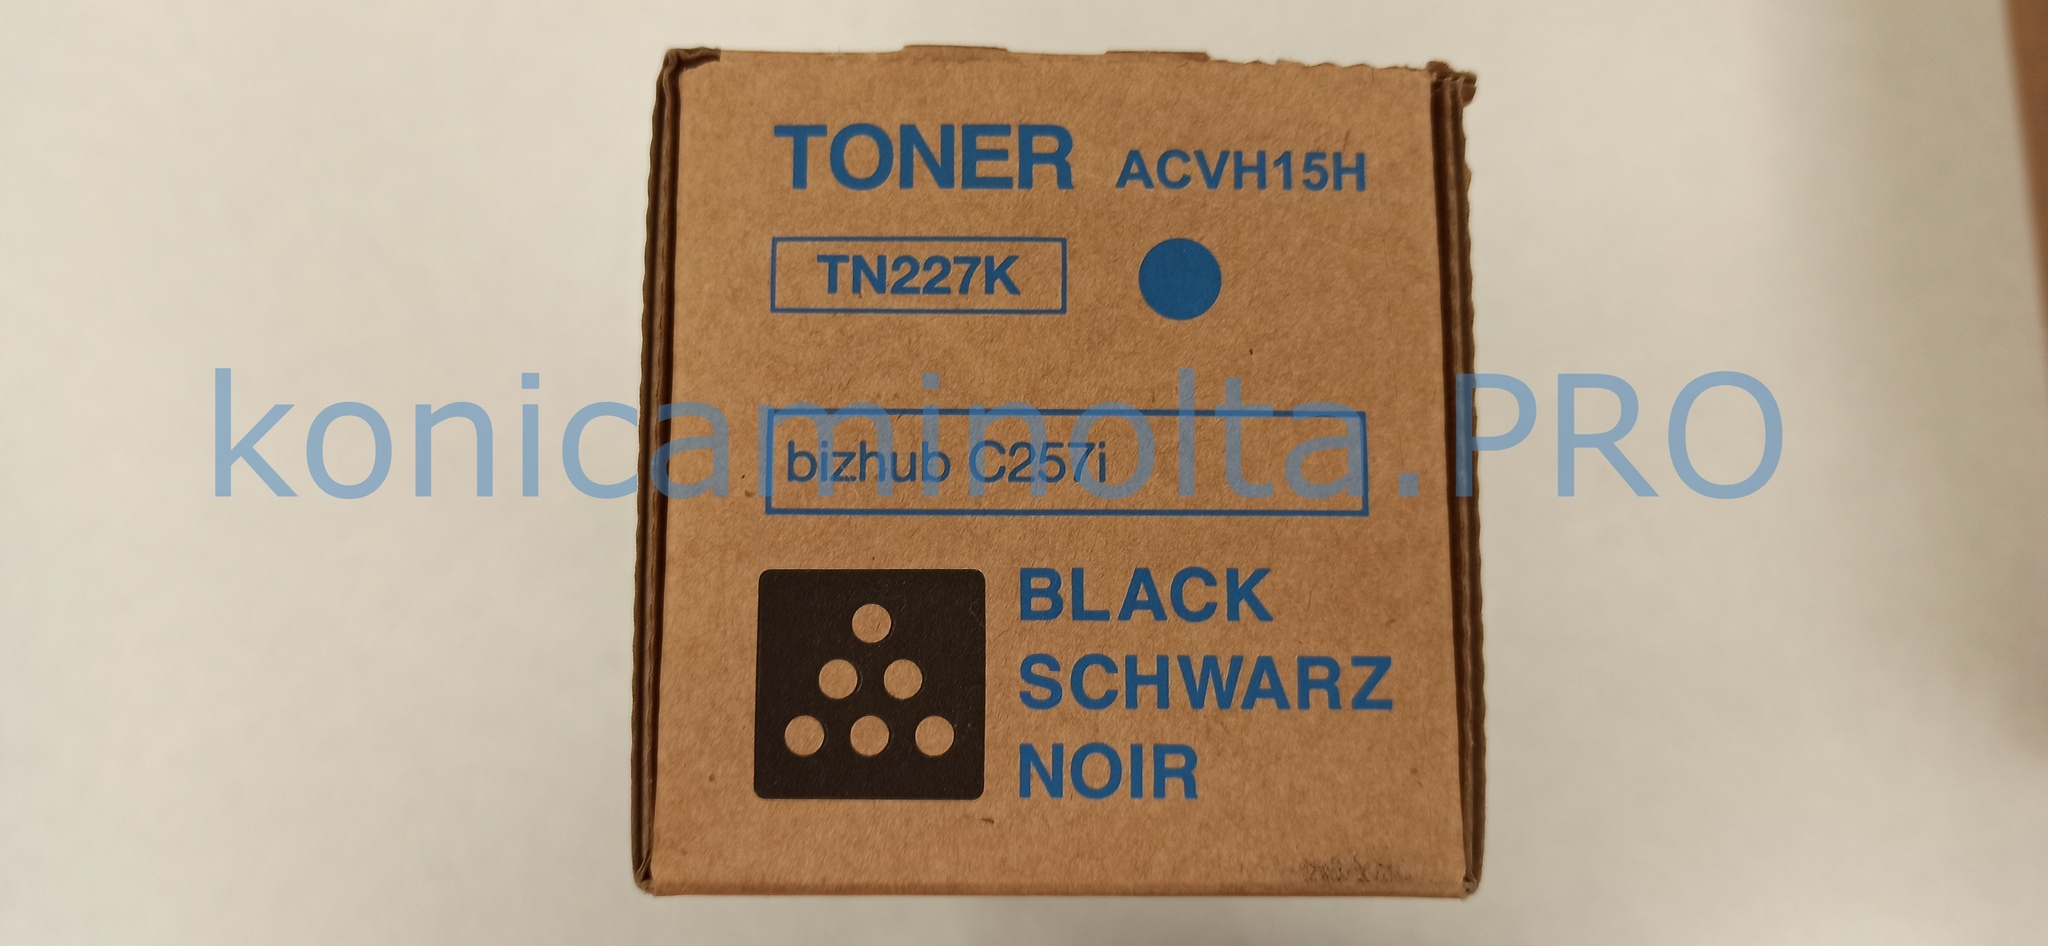 TONER ACVH15H
TN227K
konicaminolta.PRO
bizhub C257i
BLACK
SCHWARZ
NOIR